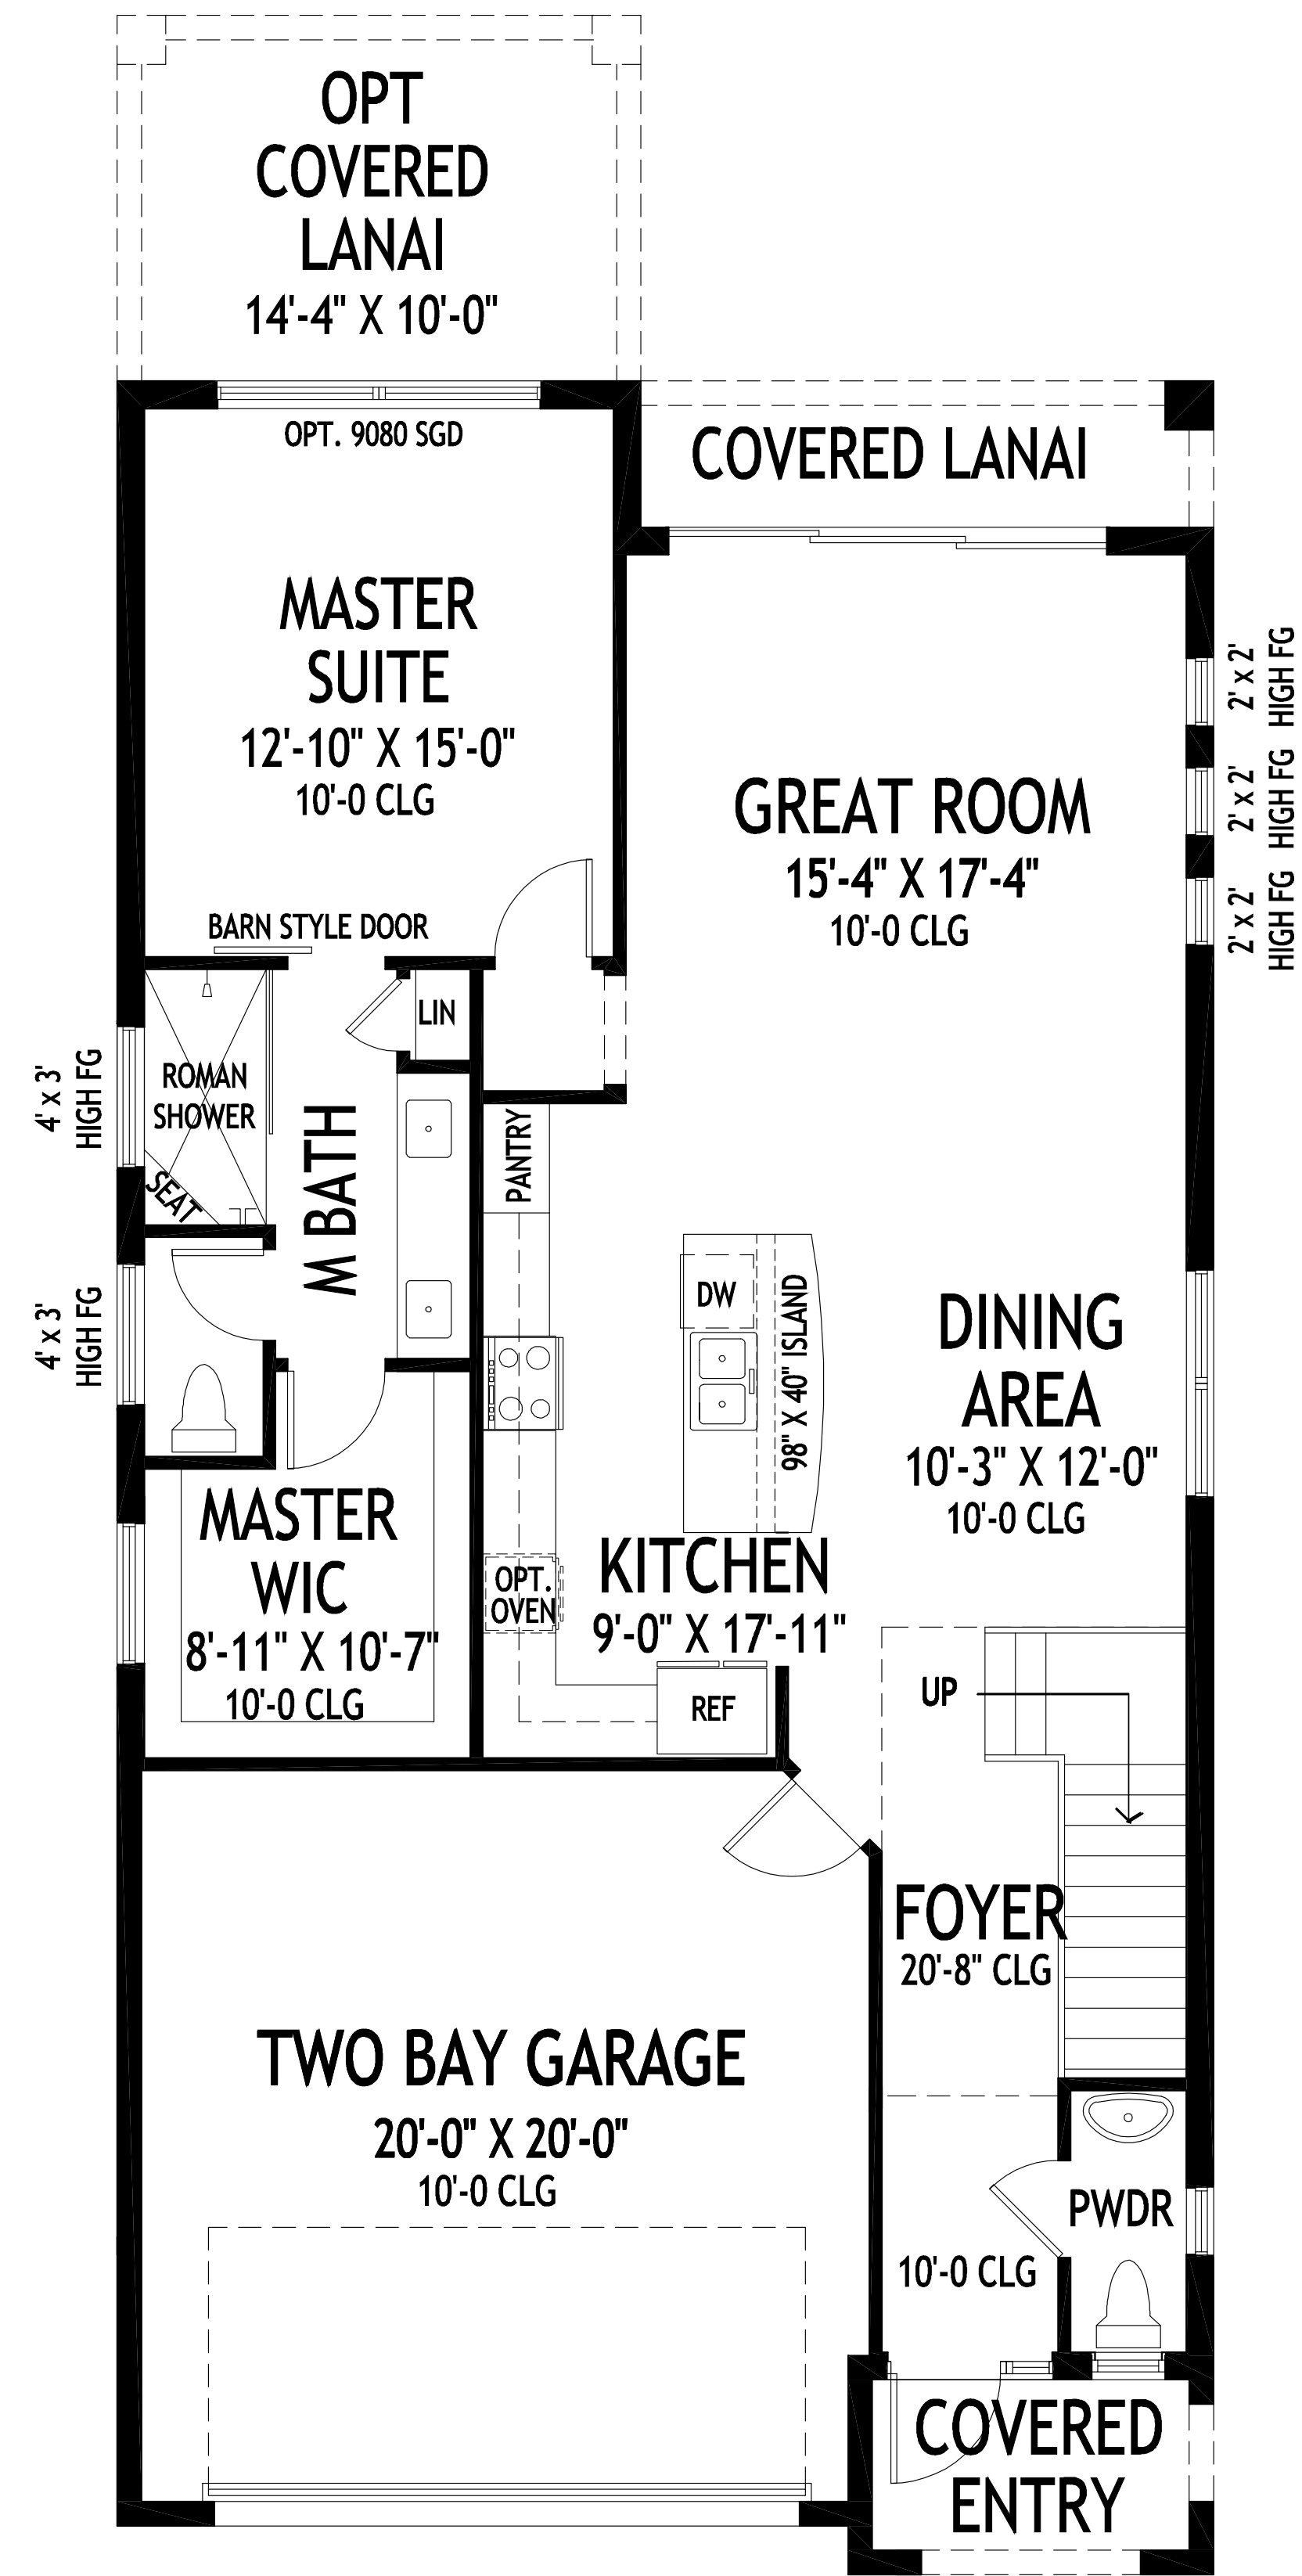 OPT
COVERED
LANAI
14'-4" X 10'-0"
OPT. 9080 SGD
COVERED LANAI
MASTER
SUITE
12'-10" X 15'-0"
10'-0 CLG
2' x 2'
HIGH FG
2' x 2'
HIGH FG
2' x 2'
HIGH FG
GREAT ROOM
15'-4" X 17'-4"
10'-0 CLG
BARN STYLE DOOR
LIN
4' x 3'
HIGH FG
ROMAN
SHOWER
SEAT
M BATH
PANTRY
4' x 3'
HIGH FG
DW
98" X 40" ISLAND
DINING
AREA
10'-3" X 12'-0"
10'-0 CLG
MASTER
WIC
8'-11" X 10'-7"
10'-0 CLG
OPT.
OVEN
KITCHEN
9'-0" X 17'-11"
REF
UP
FOYER
20'-8" CLG
TWO BAY GARAGE
20'-0" X 20'-0"
10'-0 CLG
PWDR
10'-0 CLG
COVERED
ENTRY